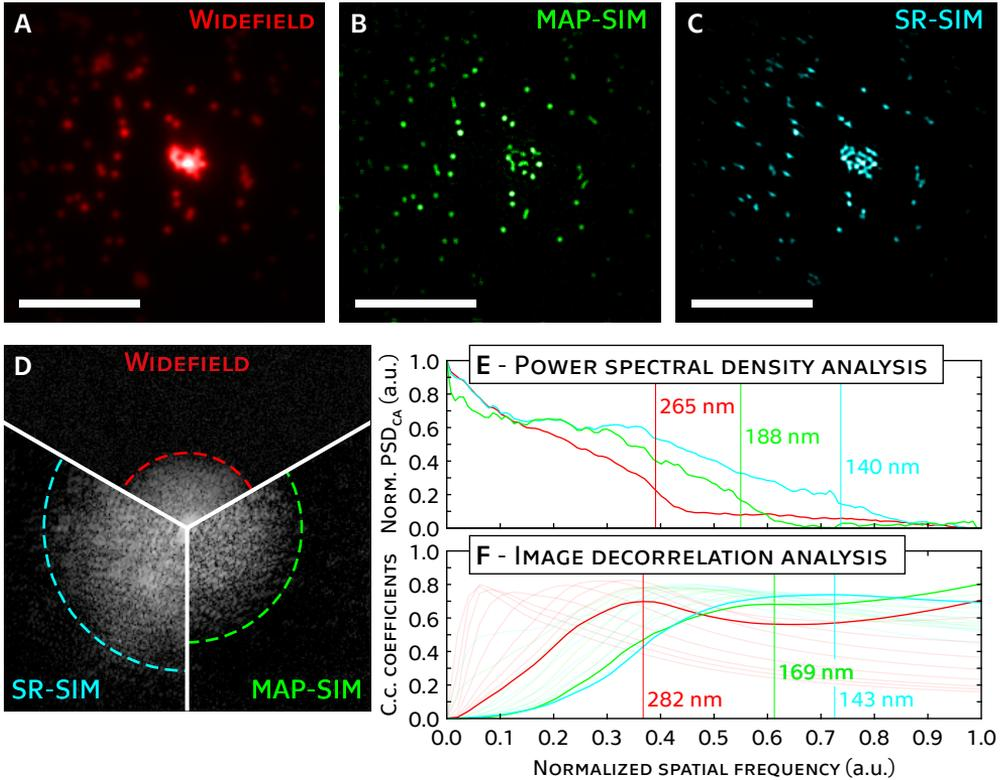 A WIDEFIELD
B MAP-SIM
C SR-SIM
D WIDEFIELD
SR-SIM MAP-SIM
E - POWER SPECTRAL DENSITY ANALYSIS
NORM. PSD_CA (a.u.)
1.0
0.8
0.6
0.4
0.2
0.0
265 nm
188 nm
140 nm
F - IMAGE DECORRELATION ANALYSIS
C.C. COEFFICIENTS
1.0
0.8
0.6
0.4
0.2
0.0
169 nm
282 nm
143 nm
0.0 0.1 0.2 0.3 0.4 0.5 0.6 0.7 0.8 0.9 1.0
NORMALIZED SPATIAL FREQUENCY (a.u.)